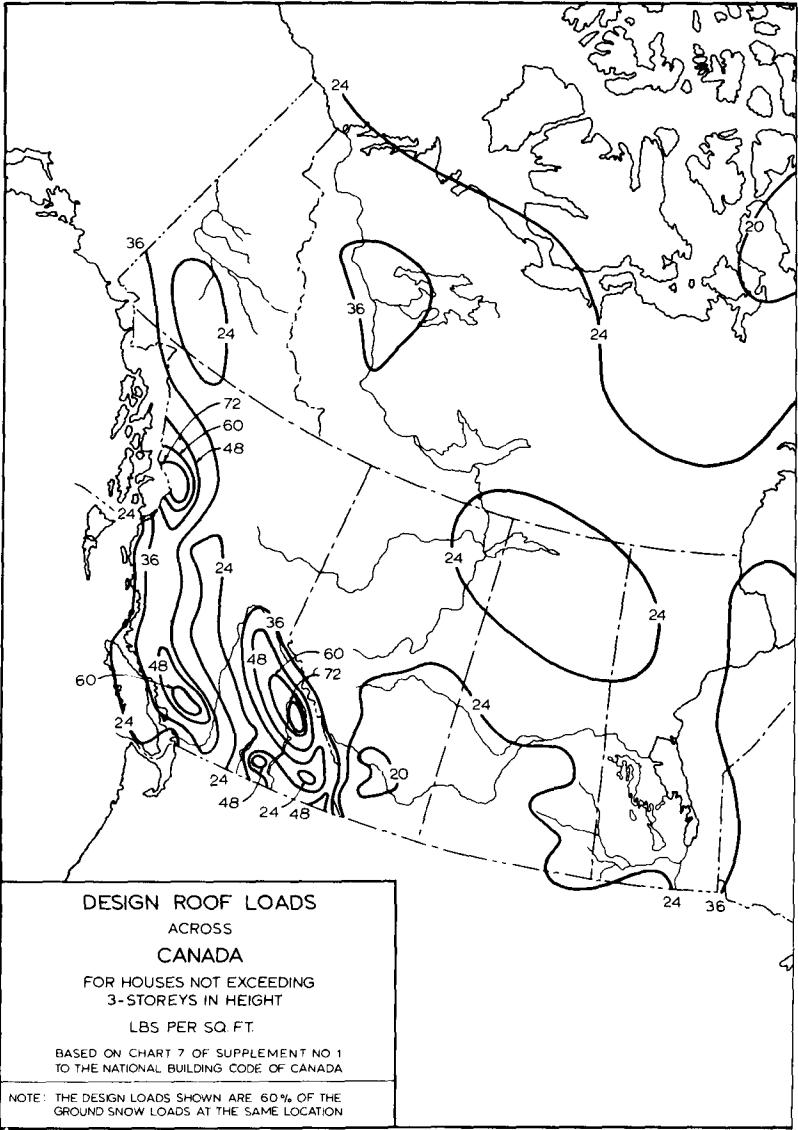 24
20
36
36
24
24
72
60
48
24
36
24
24
24
36
48
60
72
48
60
24
24
20
24
48
24
48
24
36
DESIGN ROOF LOADS
ACROSS
CANADA
FOR HOUSES NOT EXCEEDING
3-STOREYS IN HEIGHT
LBS PER SQ. FT.
BASED ON CHART 7 OF SUPPLEMENT NO 1
TO THE NATIONAL BUILDING CODE OF CANADA
NOTE: THE DESIGN LOADS SHOWN ARE 60% OF THE
GROUND SNOW LOADS AT THE SAME LOCATION